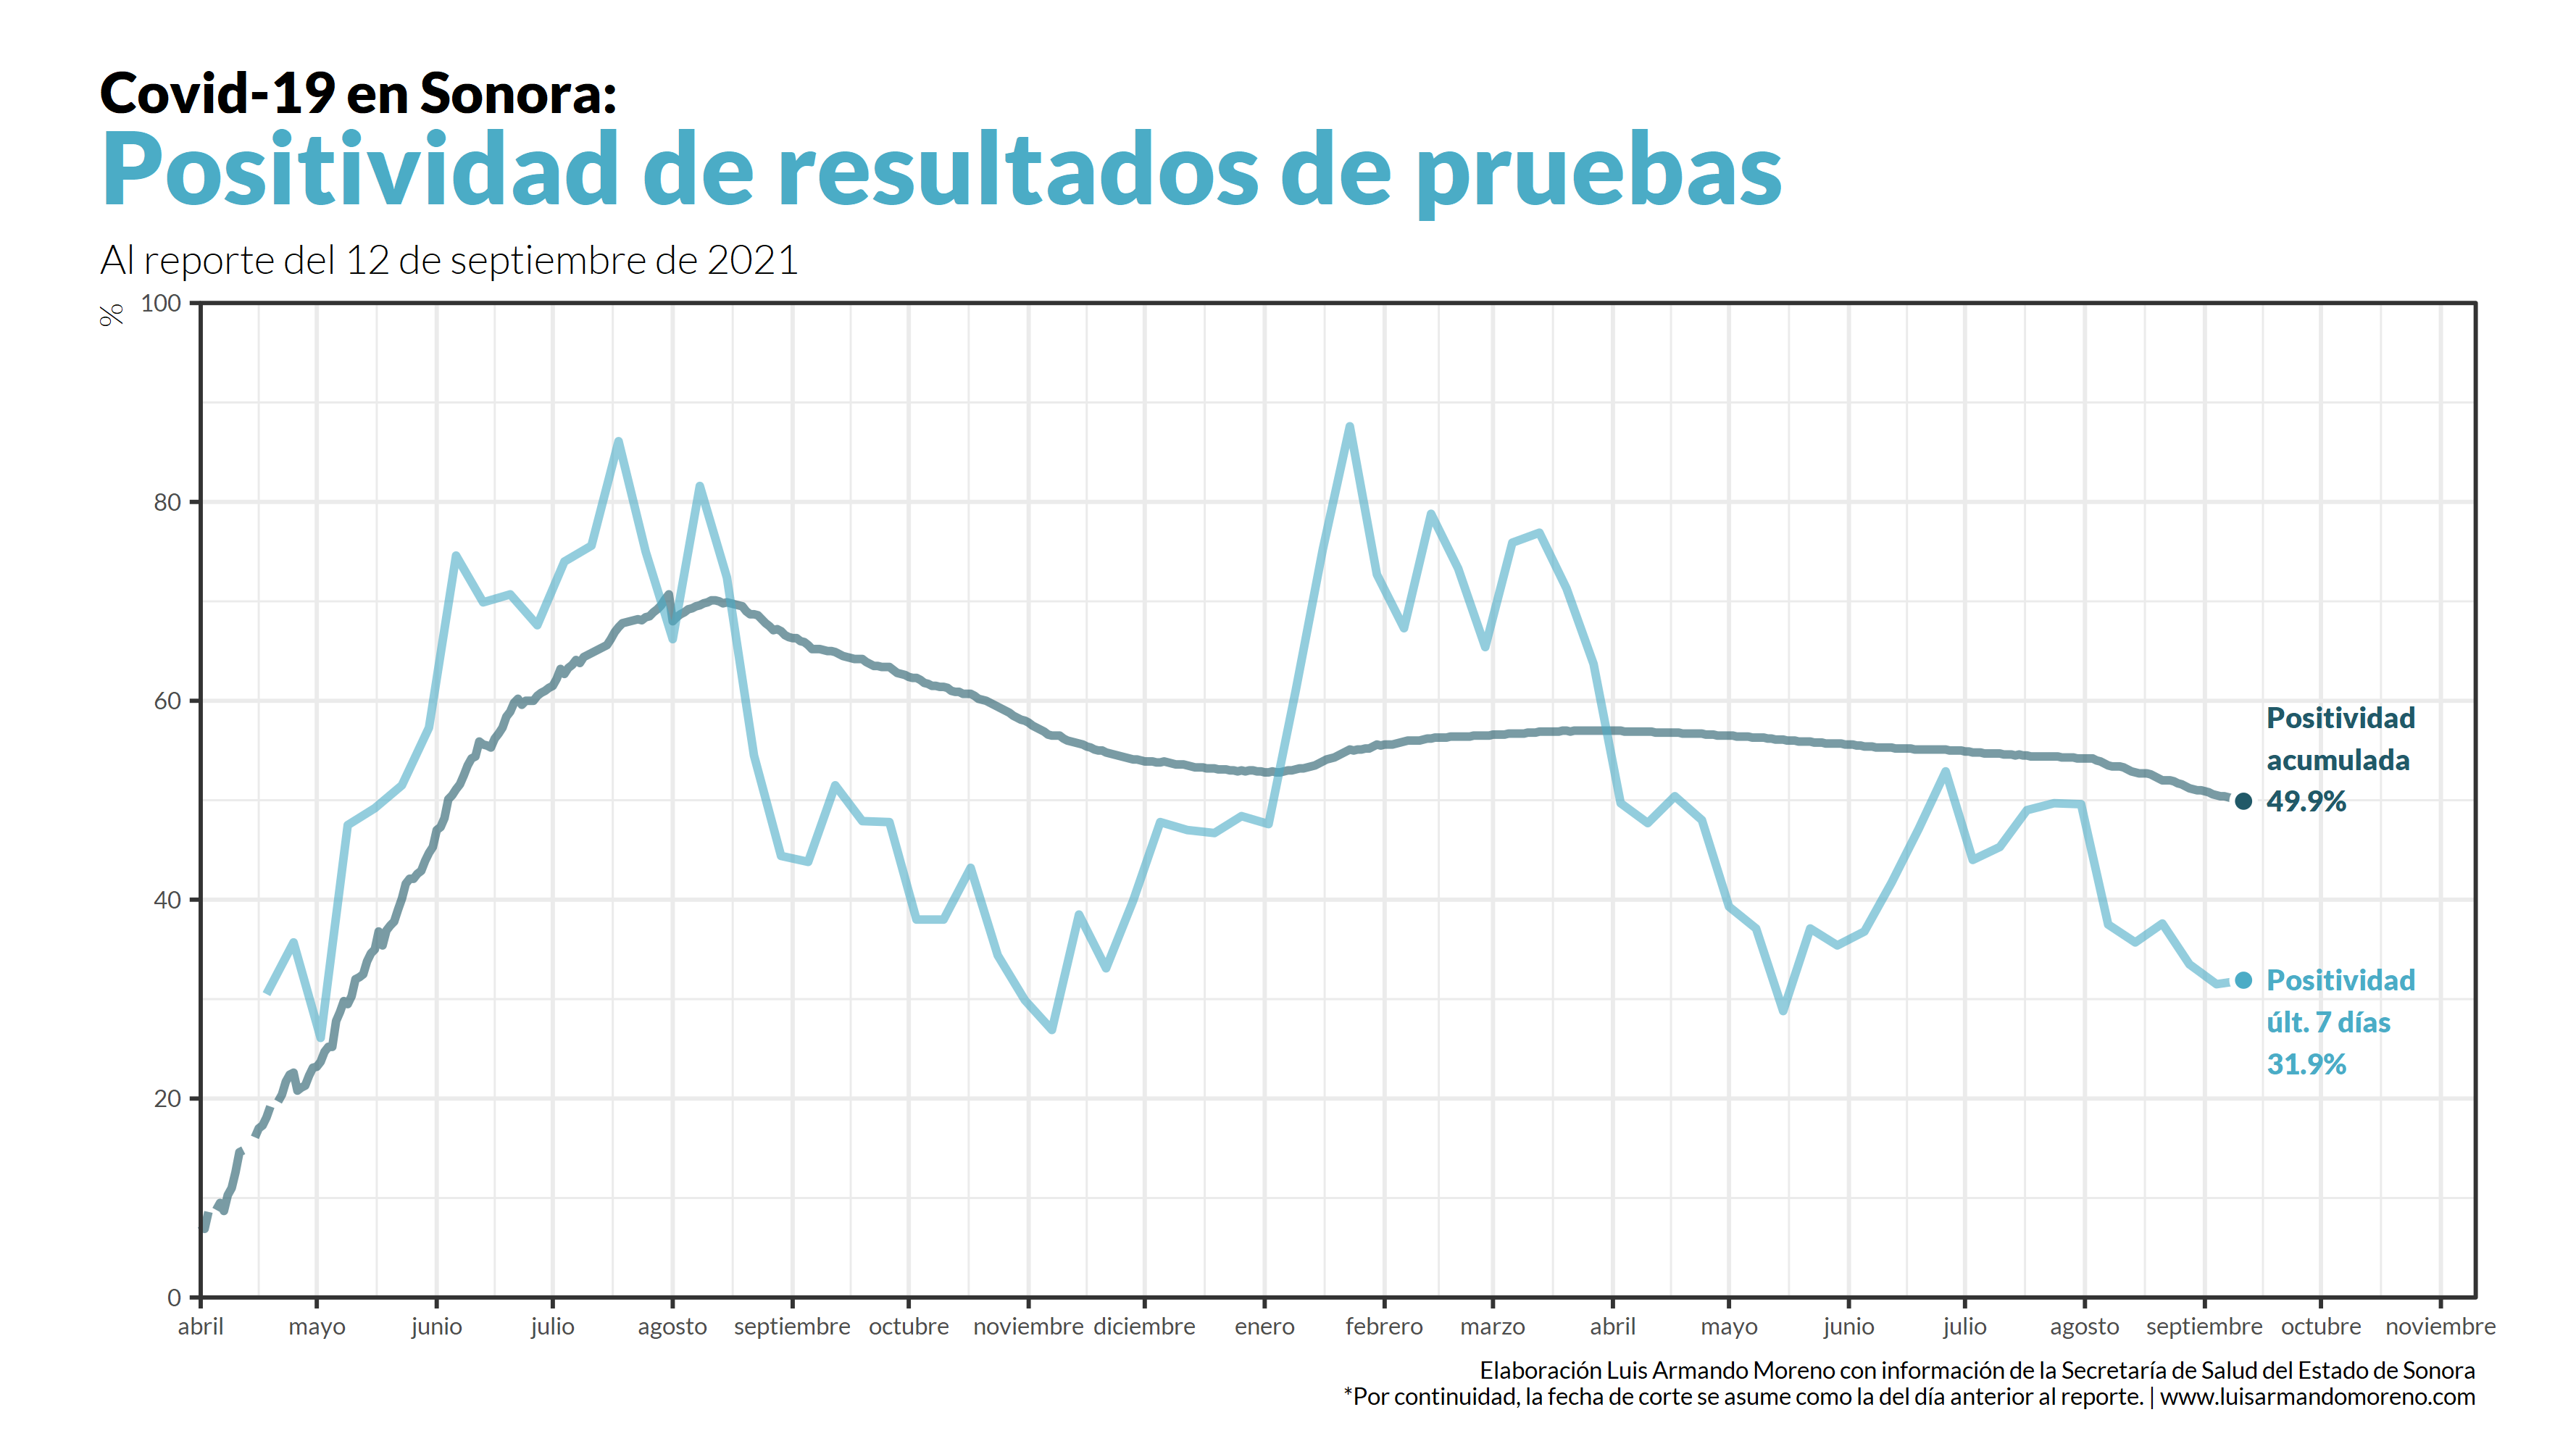 Covid-19 en Sonora:
Positividad de resultados de pruebas
Al reporte del 12 de septiembre de 2021
%
100
80
60
40
20
0
Positividad
acumulada
49.9%
Positividad
últ. 7 días
31.9%
abril mayo junio julio agosto septiembre octubre noviembre diciembre enero febrero marzo abril mayo junio julio agosto septiembre octubre noviembre
Elaboración Luis Armando Moreno con información de la Secretaría de Salud del Estado de Sonora
*Por continuidad, la fecha de corte se asume como la del día anterior al reporte. | www.luisarmandomoreno.com